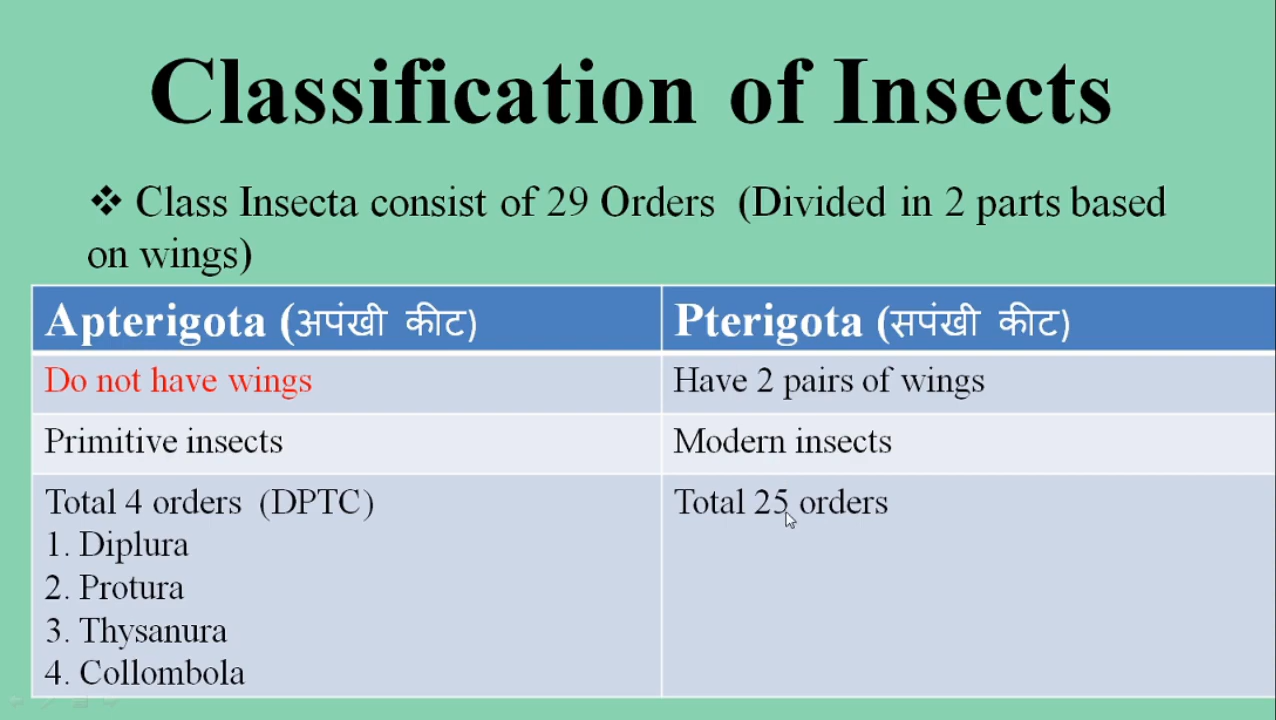 Classification of Insects
❖ Class Insecta consist of 29 Orders (Divided in 2 parts based
on wings)
Apterigota (अपंखी कीट)
Pterigota (सपंखी कीट)
Do not have wings
Have 2 pairs of wings
Primitive insects
Modern insects
Total 4 orders (DPTC)
1. Diplura
2. Protura
3. Thysanura
4. Collombola
Total 25 orders